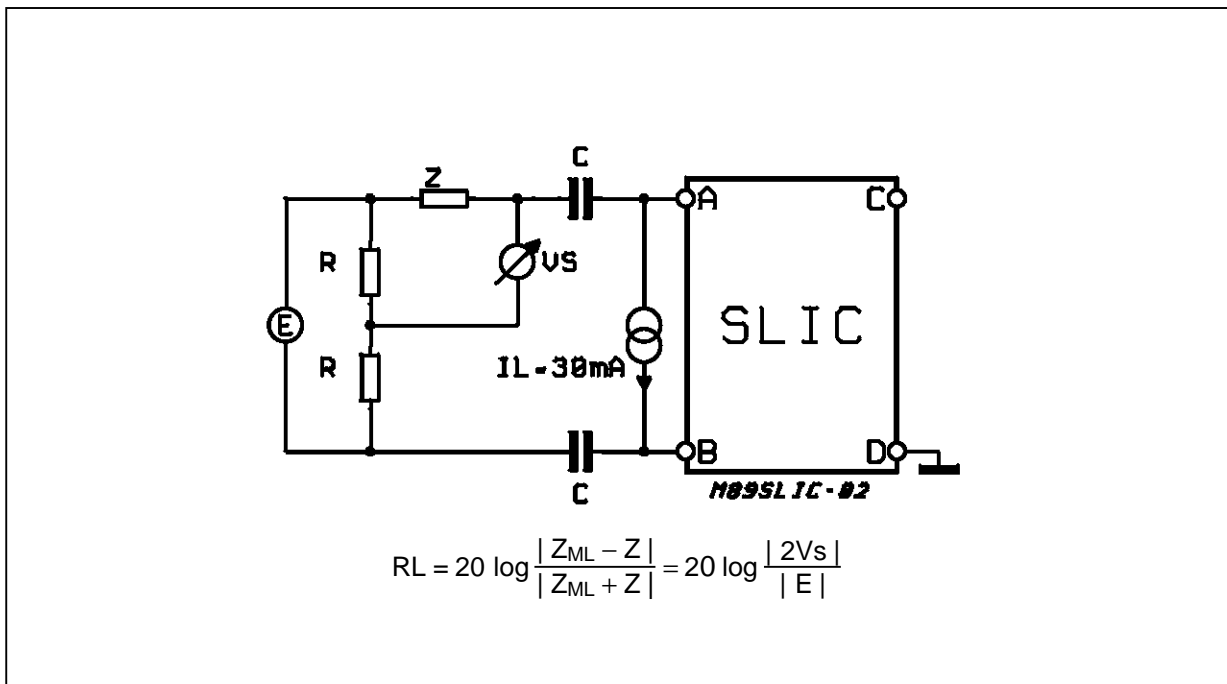 C
Z
A
C
R
VS
E
SLIC
R
IL=30mA
B
D
C
M89SLIC-02
RL = 20 log | ZML − Z | / | ZML + Z | = 20 log | 2Vs | / | E |